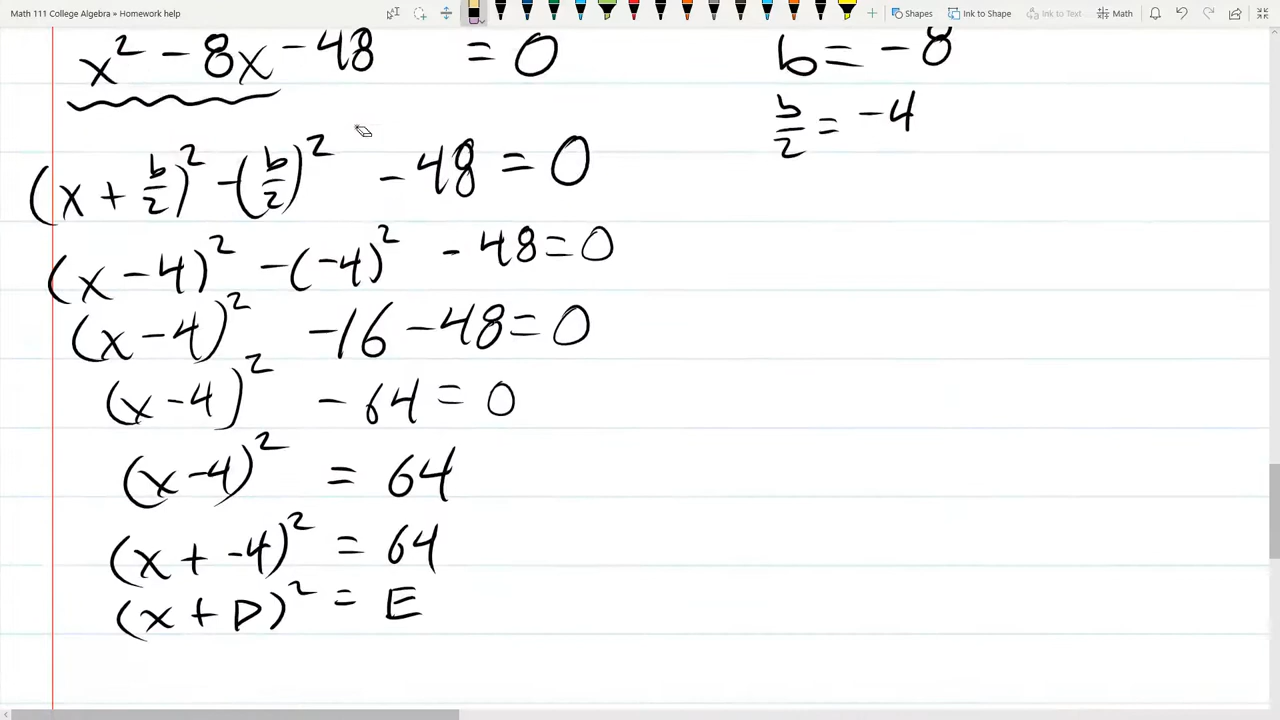 Math 111 College Algebra » Homework help
Shapes Ink to Shape Ink to Text Math
x² - 8x - 48 = 0
b = -8
b/2 = -4
(x + b/2)² - (b/2)² - 48 = 0
(x - 4)² - (-4)² - 48 = 0
(x - 4)² - 16 - 48 = 0
(x - 4)² - 64 = 0
(x - 4)² = 64
(x + -4)² = 64
(x + D)² = E